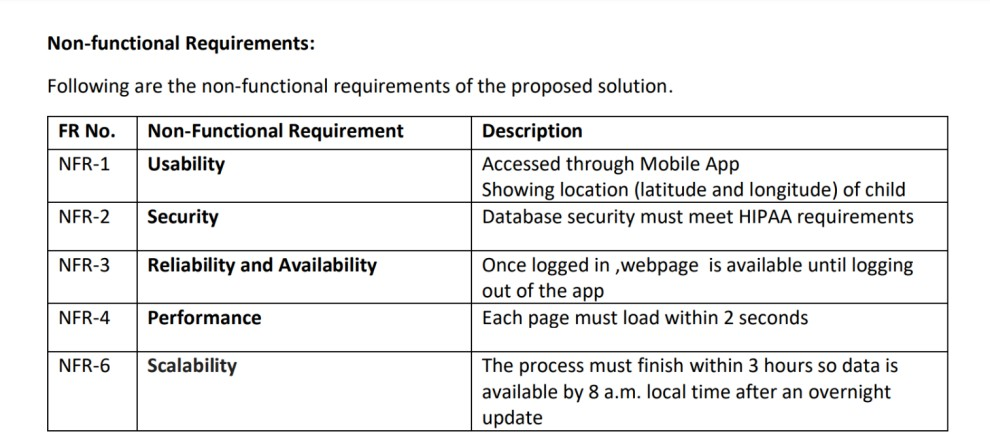 Non-functional Requirements:
Following are the non-functional requirements of the proposed solution.
FR No. Non-Functional Requirement Description
NFR-1 Usability Accessed through Mobile App
Showing location (latitude and longitude) of child
NFR-2 Security Database security must meet HIPAA requirements
NFR-3 Reliability and Availability Once logged in ,webpage is available until logging
out of the app
NFR-4 Performance Each page must load within 2 seconds
NFR-6 Scalability The process must finish within 3 hours so data is
available by 8 a.m. local time after an overnight
update